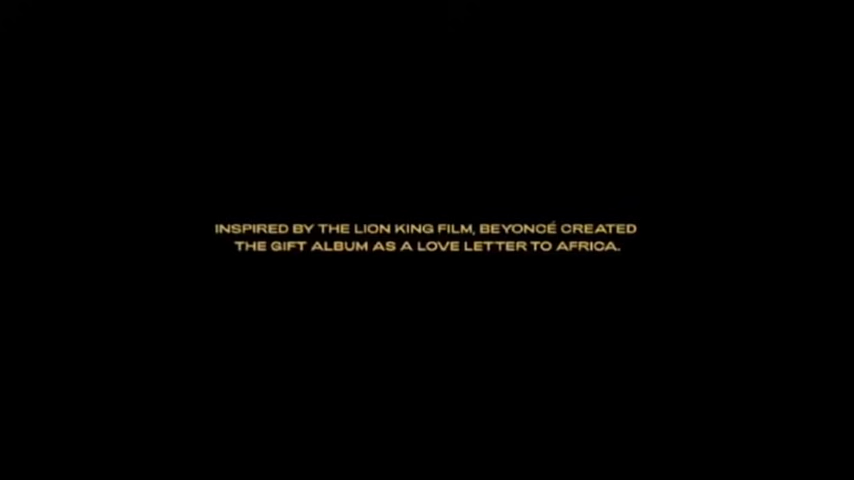 INSPIRED BY THE LION KING FILM, BEYONCÉ CREATED
THE GIFT ALBUM AS A LOVE LETTER TO AFRICA.